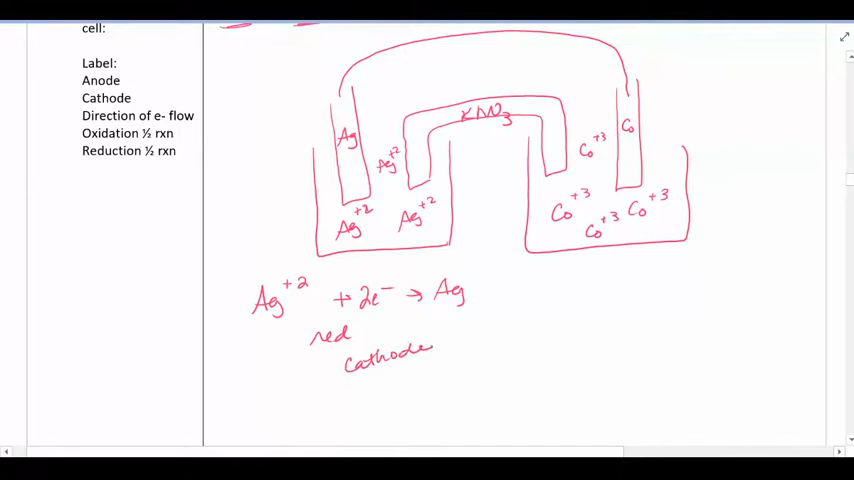 cell:
Label:
Anode
Cathode
Direction of e- flow
Oxidation ½ rxn
Reduction ½ rxn
KNO3
Ag
Co
Ag+2
Co+3
Ag+2 Ag+2
Co+3 Co+3 Co+3
Ag+2 + 2e- → Ag
red
cathode